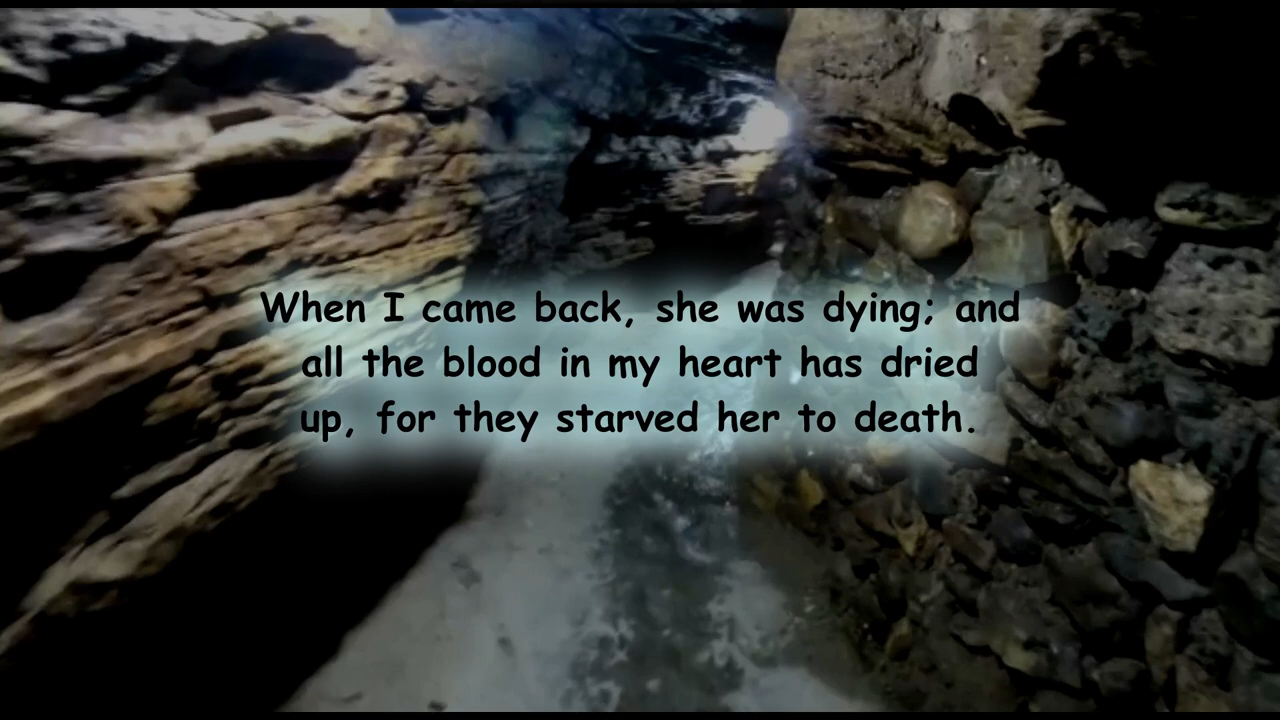 When I came back, she was dying; and
all the blood in my heart has dried
up, for they starved her to death.